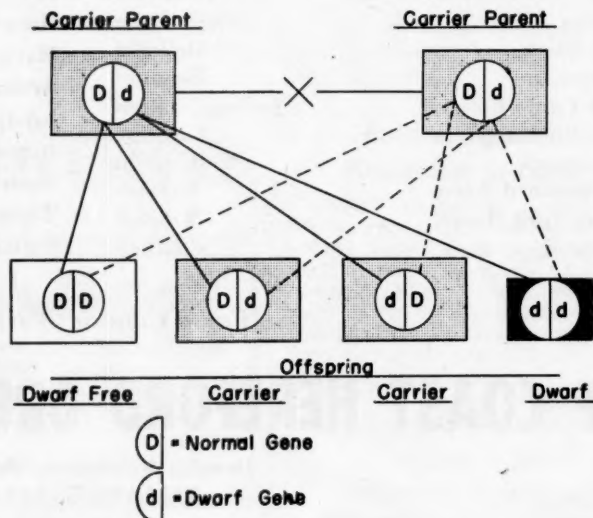 Carrier Parent Carrier Parent
D d D d
D D D d d D d d
Offspring
Dwarf Free Carrier Carrier Dwarf
D = Normal Gene
d = Dwarf Gene